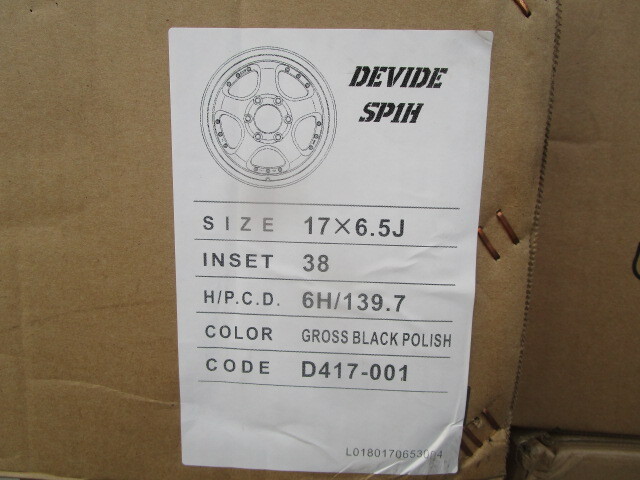 DEVIDE
SP1H
SIZE 17×6.5J
INSET 38
H/P.C.D. 6H/139.7
COLOR GROSS BLACK POLISH
CODE D417-001
L0180170653004